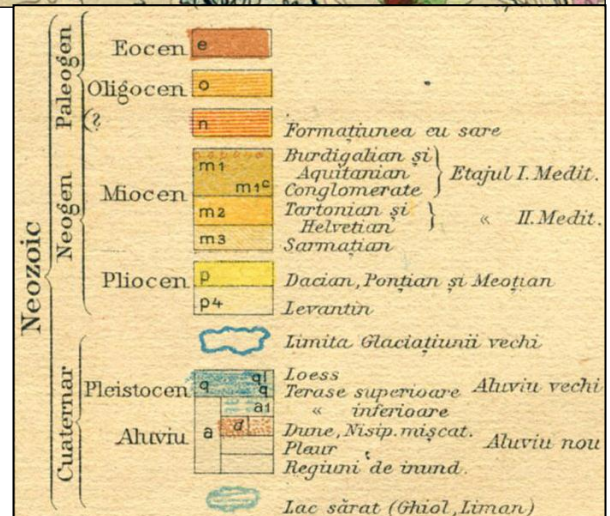 Neozoic
Paleogen
Neogen
Cuaternar
Eocen e
Oligocen o
(?) n Formațiunea cu sare
Miocen
m1 Burdigalian și
Aquitanian
m1c Conglomerate
Etajul I. Medit.
m2 Tartonian și
Helvetian
« II. Medit.
m3 Sarmațian
Pliocen
p Dacian, Ponțian și Meoțian
p4 Levantin
Limita Glaciațiunii vechi
Pleistocen q
ql Loess
q Terase superioare Aluviu vechi
a1 « inferioare
Aluviu a
d Dune, Nisip. mișcat. Aluviu nou
Plaur
Regiuni de inund.
Lac sărat (Ghiol, Liman)